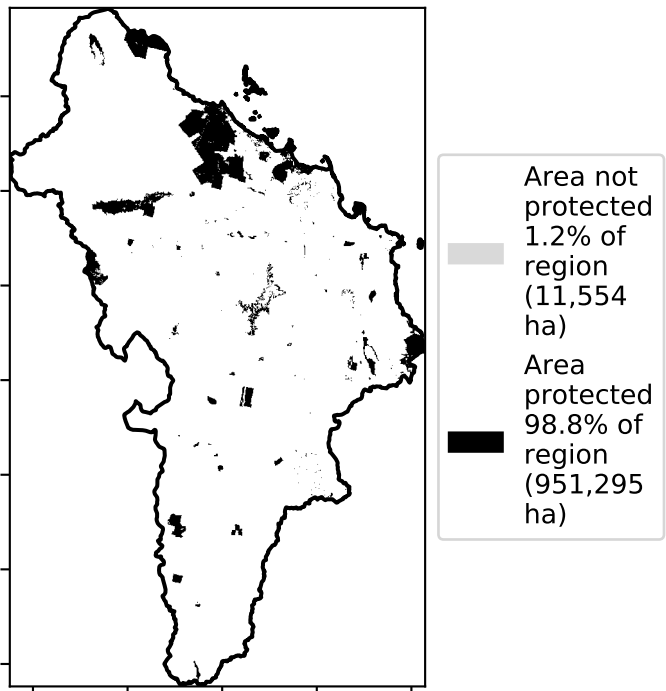 Area not
protected
1.2% of
region
(11,554
ha)
Area
protected
98.8% of
region
(951,295
ha)